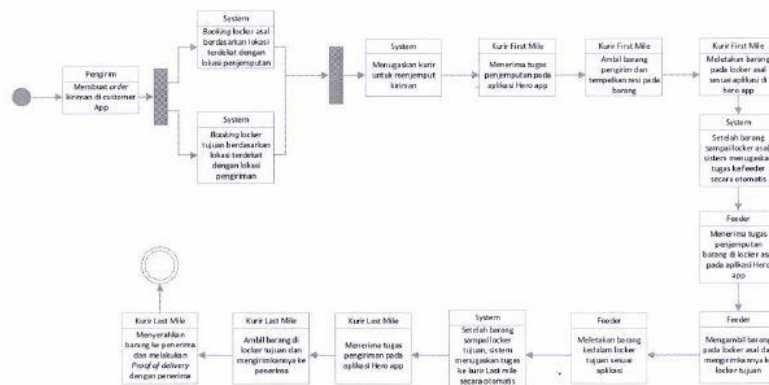 System
Booking locker asal
berdasarkan lokasi
terdekat dengan
lokasi penjemputan
Pengirim
Membuat order
kiriman di customer
App
System
Booking locker
tujuan berdasarkan
lokasi terdekat
dengan lokasi
pengiriman
System
Menugaskan kurir
untuk menjemput
kiriman
Kurir First Mile
Menerima tugas
penjemputan pada
aplikasi Hero app
Kurir First Mile
Ambil barang
pengirim dan
tempelkan resi pada
barang
Kurir First Mile
Meletakan barang
pada locker asal
sesuai aplikasi di
hero app
System
Setelah barang
sampai locker asal,
sistem menugaskan
tugas ke feeder
secara otomatis
Feeder
Menerima tugas
penjemputan
barang di locker asal
pada aplikasi Hero
app
Feeder
Mengambil barang
pada locker asal dan
mengirimkannya ke
locker tujuan
Feeder
Meletakan barang
kedalam locker
tujuan sesuai
aplikasi
System
Setelah barang
sampai locker
tujuan, sistem
menugaskan tugas
ke kurir Last mile
secara otomatis
Kurir Last Mile
Menerima tugas
pengiriman pada
aplikasi Hero app
Kurir Last Mile
Ambil barang di
locker tujuan dan
mengirimkannya ke
penerima
Kurir Last Mile
Menyerahkan
barang ke penerima
dan melakukan
Proof of delivery
dengan penerima